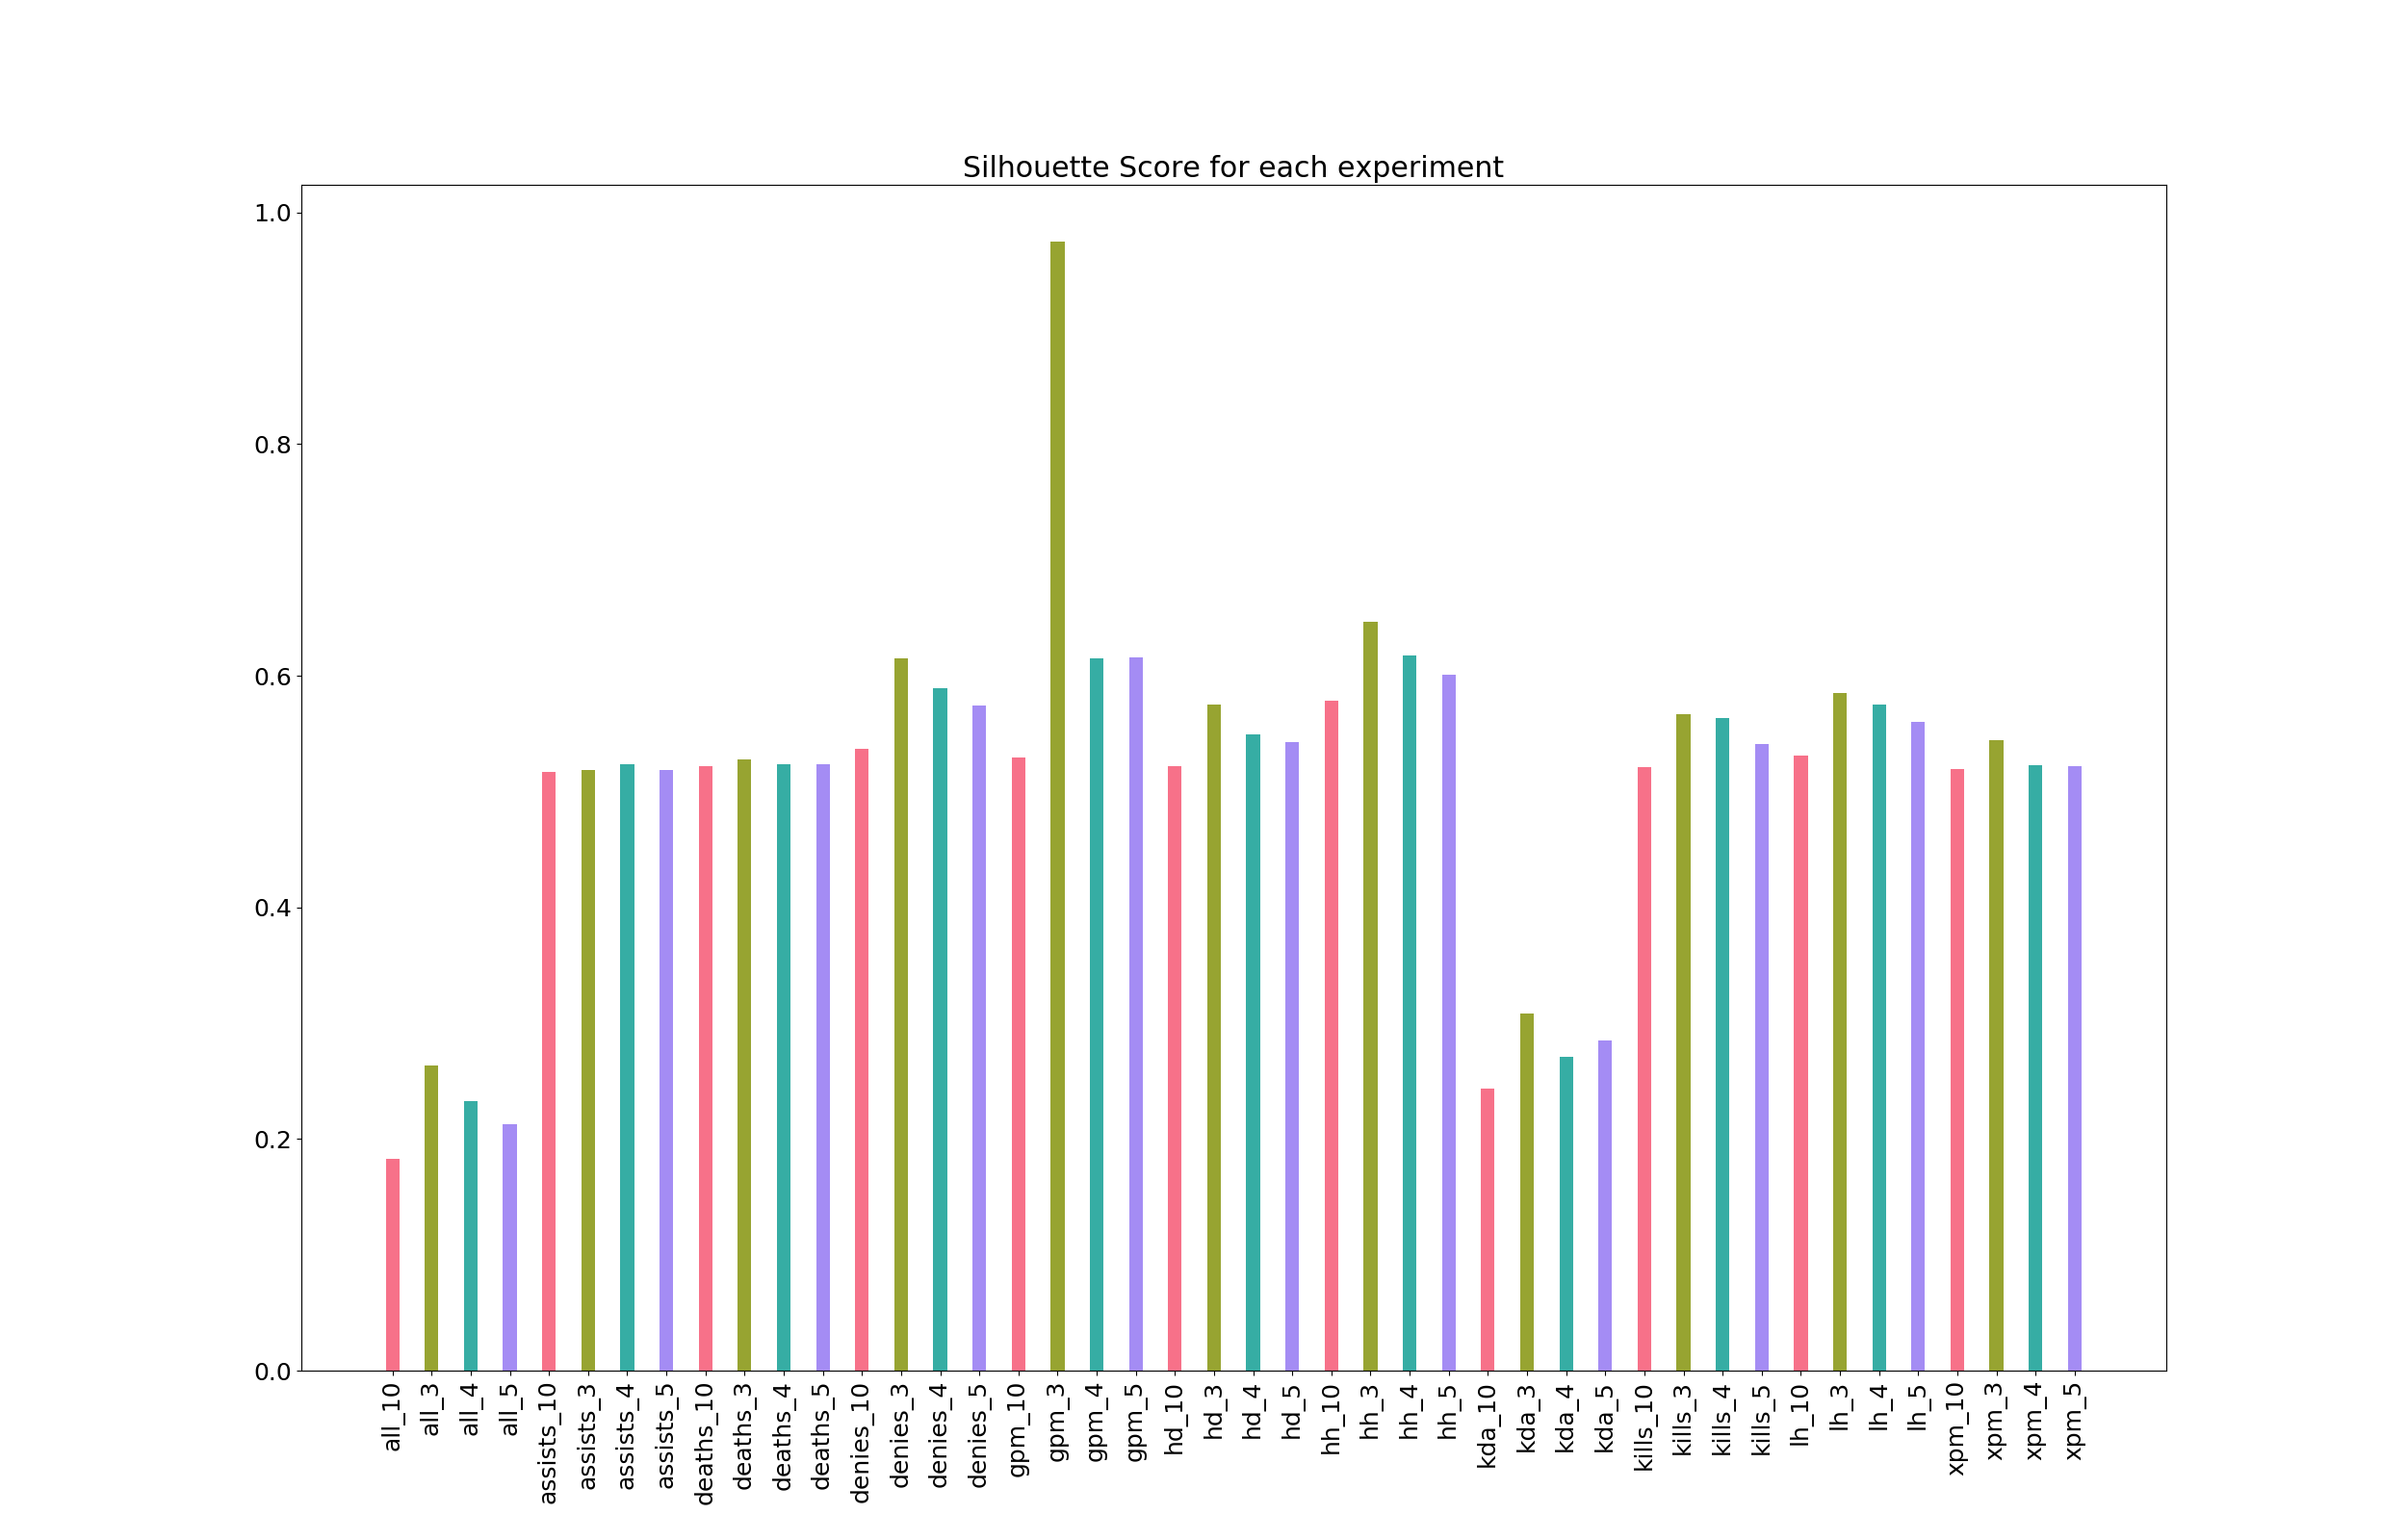 Silhouette Score for each experiment
1.0
0.8
0.6
0.4
0.2
0.0
all_10
all_3
all_4
all_5
assists_10
assists_3
assists_4
assists_5
deaths_10
deaths_3
deaths_4
deaths_5
denies_10
denies_3
denies_4
denies_5
gpm_10
gpm_3
gpm_4
gpm_5
hd_10
hd_3
hd_4
hd_5
hh_10
hh_3
hh_4
hh_5
kda_10
kda_3
kda_4
kda_5
kills_10
kills_3
kills_4
kills_5
lh_10
lh_3
lh_4
lh_5
xpm_10
xpm_3
xpm_4
xpm_5